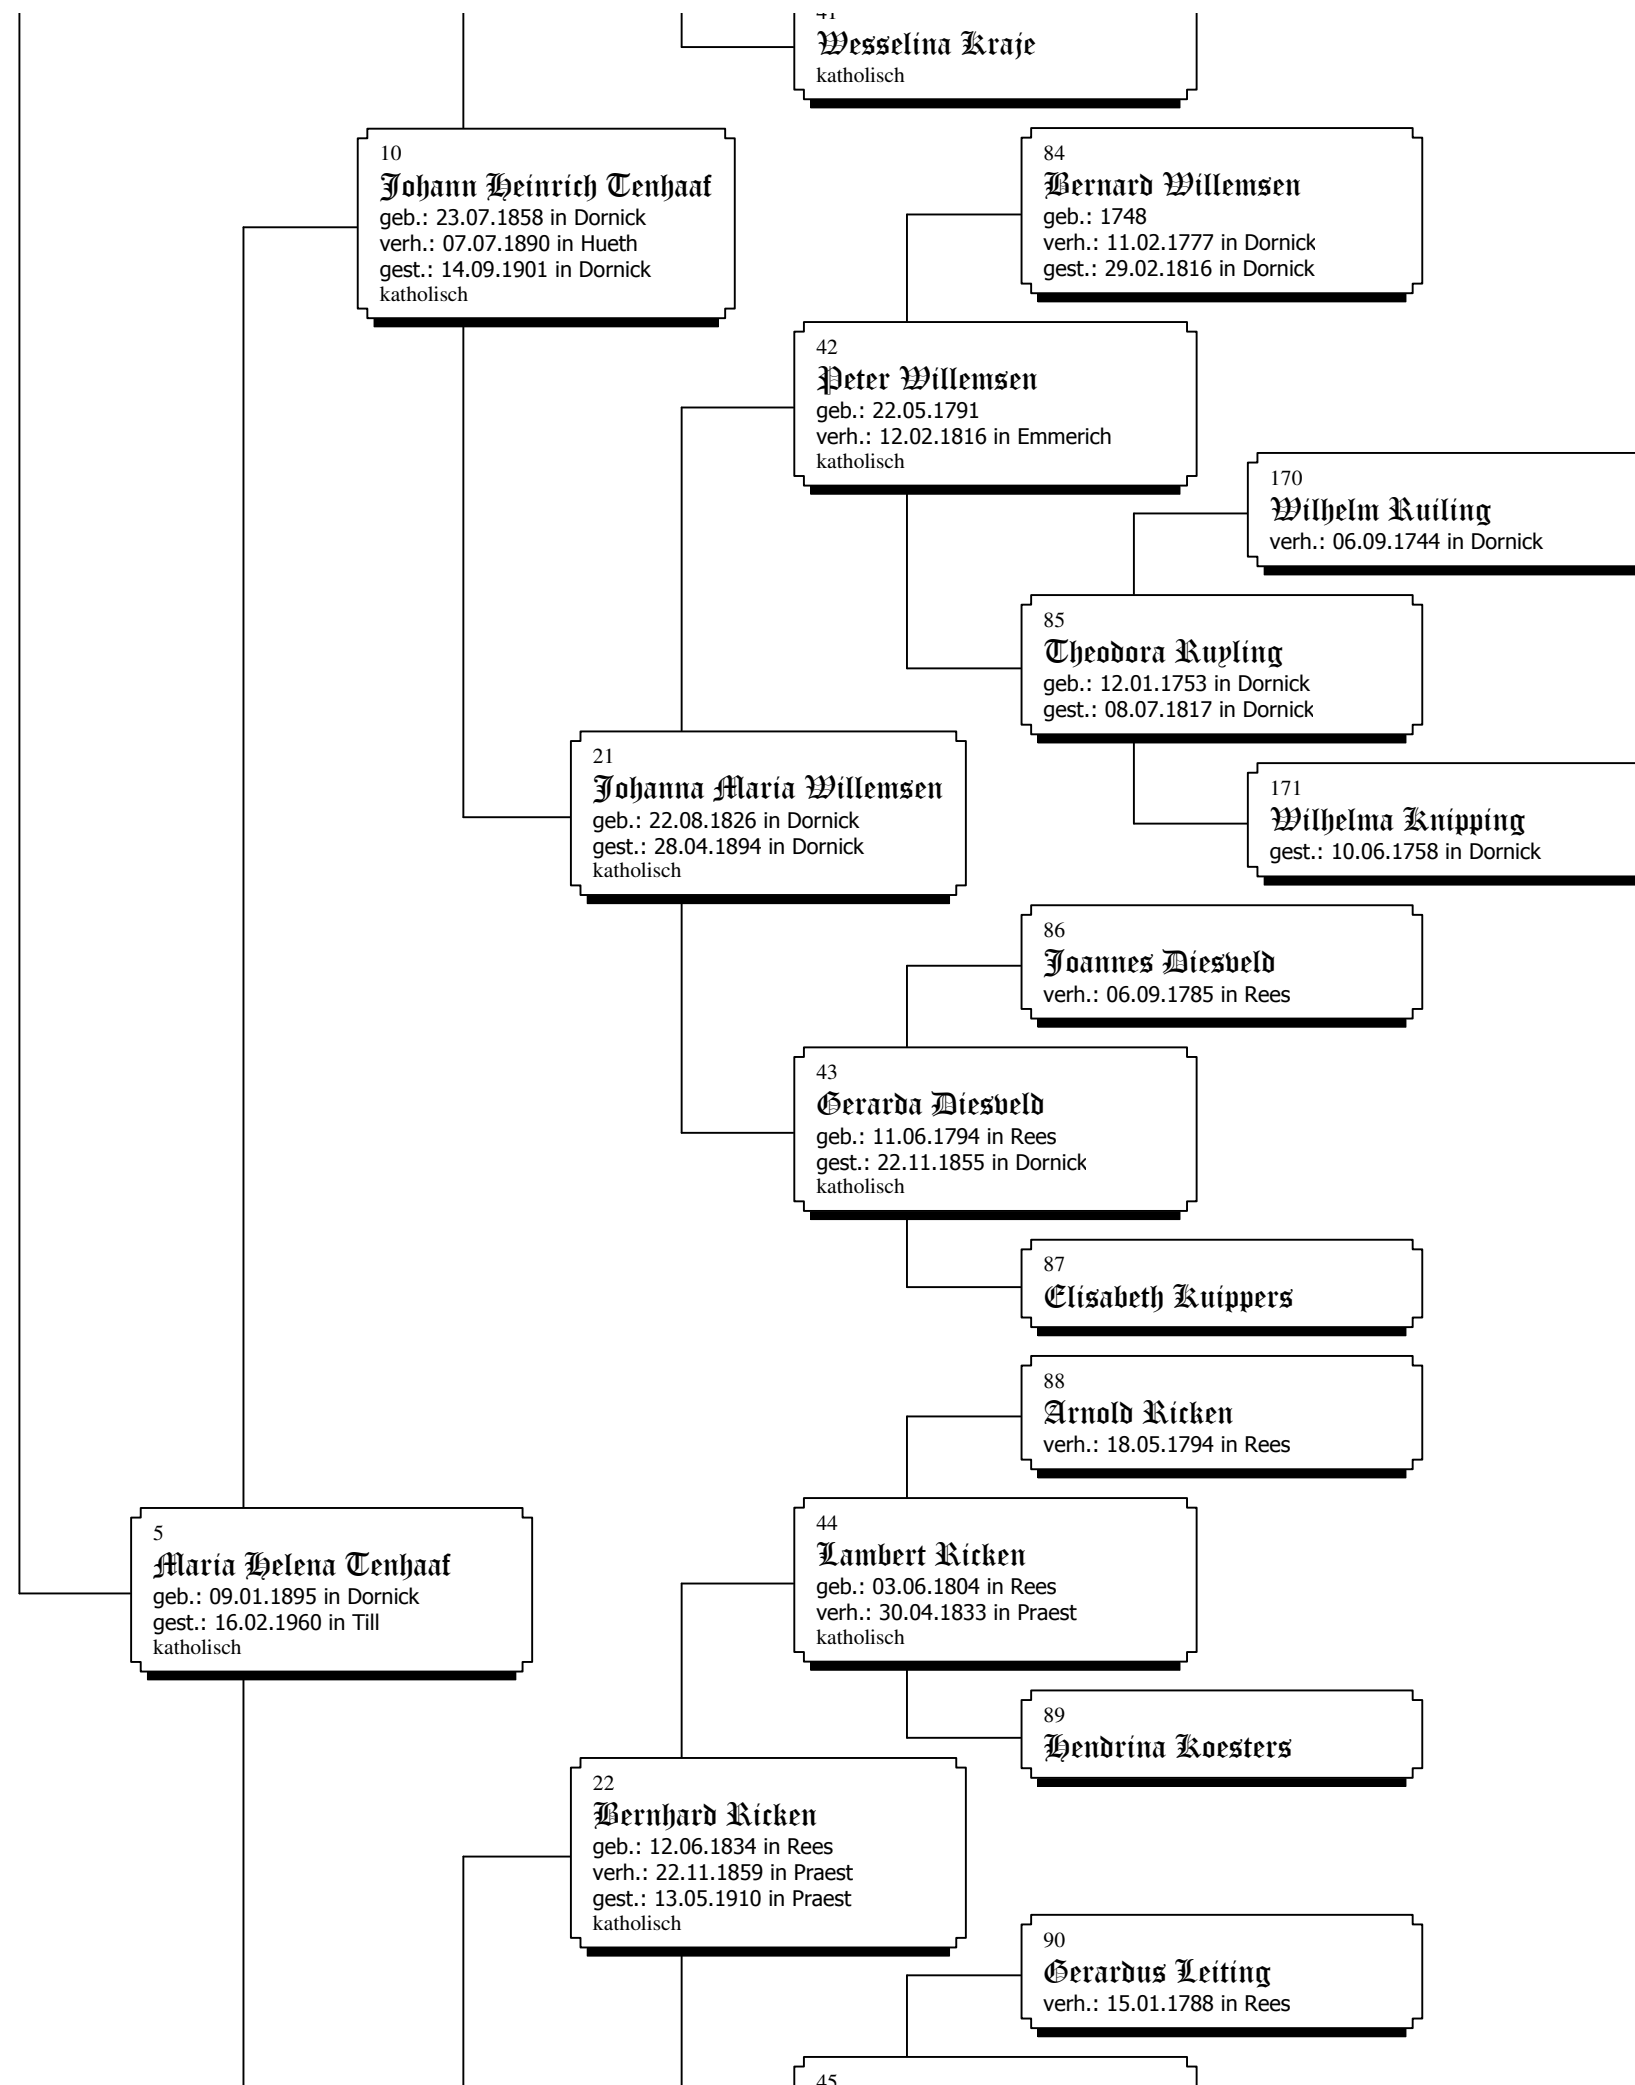 41
Wesselina Kraje
katholisch
10
Johann Heinrich Tenhaaf
geb.: 23.07.1858 in Dornick
verh.: 07.07.1890 in Hueth
gest.: 14.09.1901 in Dornick
katholisch
84
Bernard Willemsen
geb.: 1748
verh.: 11.02.1777 in Dornick
gest.: 29.02.1816 in Dornick
42
Peter Willemsen
geb.: 22.05.1791
verh.: 12.02.1816 in Emmerich
katholisch
170
Wilhelm Ruiling
verh.: 06.09.1744 in Dornick
85
Theodora Ruyling
geb.: 12.01.1753 in Dornick
gest.: 08.07.1817 in Dornick
21
Johanna Maria Willemsen
geb.: 22.08.1826 in Dornick
gest.: 28.04.1894 in Dornick
katholisch
171
Wilhelma Knipping
gest.: 10.06.1758 in Dornick
86
Joannes Diesveld
verh.: 06.09.1785 in Rees
43
Gerarda Diesveld
geb.: 11.06.1794 in Rees
gest.: 22.11.1855 in Dornick
katholisch
87
Elisabeth Kuippers
88
Arnold Ricken
verh.: 18.05.1794 in Rees
5
Maria Helena Tenhaaf
geb.: 09.01.1895 in Dornick
gest.: 16.02.1960 in Till
katholisch
44
Lambert Ricken
geb.: 03.06.1804 in Rees
verh.: 30.04.1833 in Praest
katholisch
89
Hendrina Koesters
22
Bernhard Ricken
geb.: 12.06.1834 in Rees
verh.: 22.11.1859 in Praest
gest.: 13.05.1910 in Praest
katholisch
90
Gerardus Leiting
verh.: 15.01.1788 in Rees
45